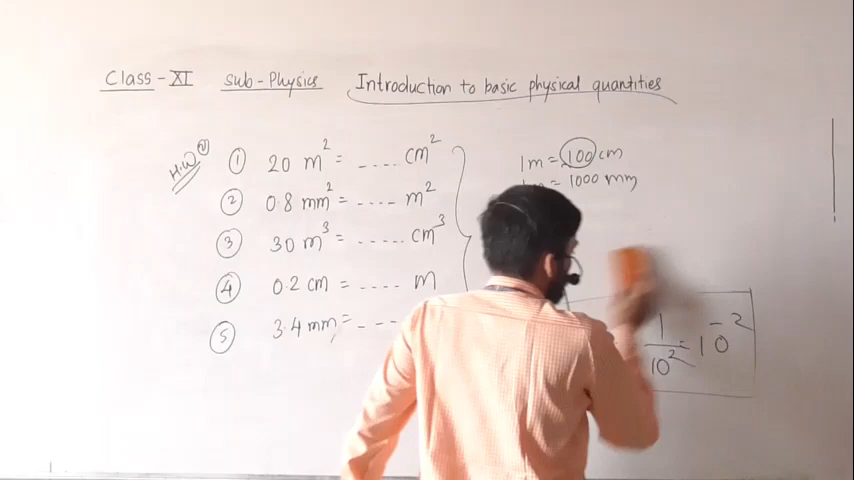 Class-XI sub-Physics Introduction to basic physical quantities
H.W
① 20 m² = .... cm²
② 0.8 mm² = .... m²
③ 30 m³ = ..... cm³
④ 0.2 cm = .... m
⑤ 3.4 mm = ...
1m = 100 cm
= 1000 mm
1/10² = 10⁻²